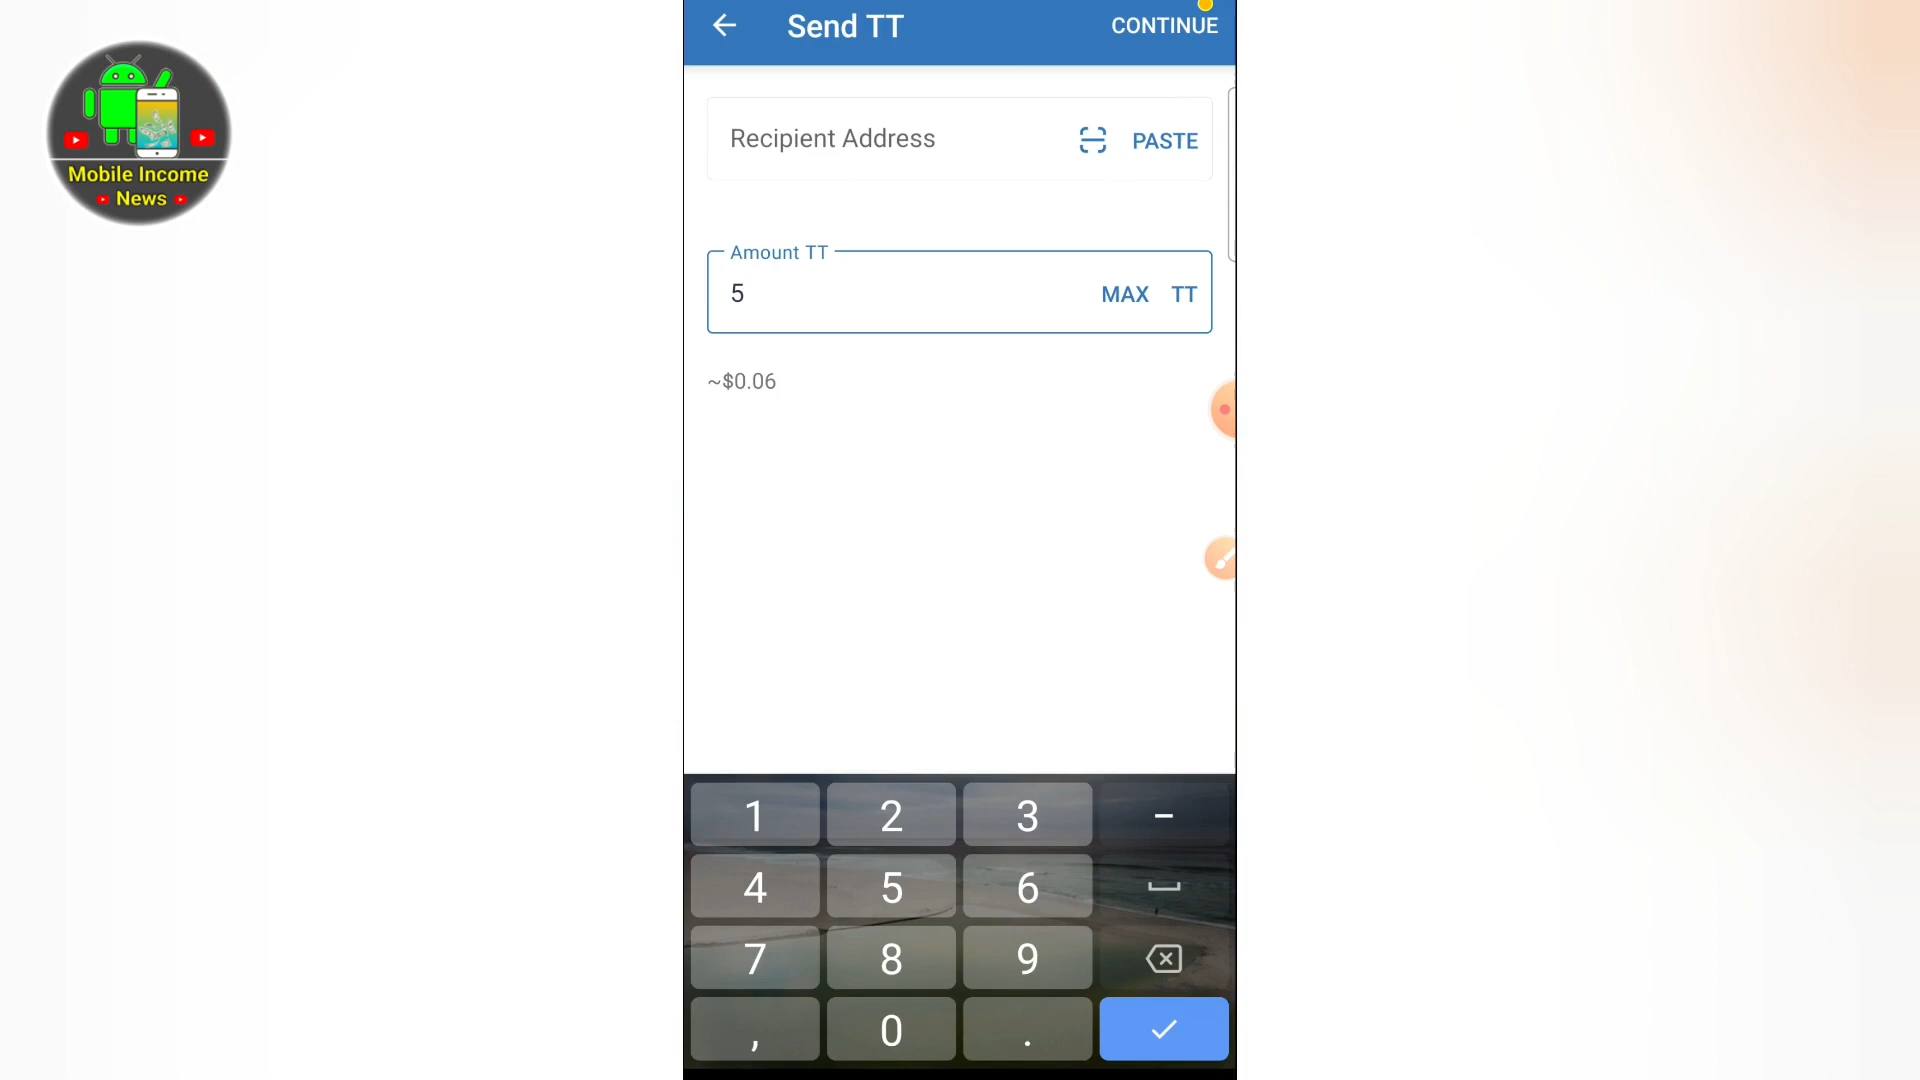 Send TT
CONTINUE
Recipient Address
PASTE
Amount TT
5
MAX TT
~$0.06
Mobile Income
News
1 2 3 –
4 5 6
7 8 9
, 0 .